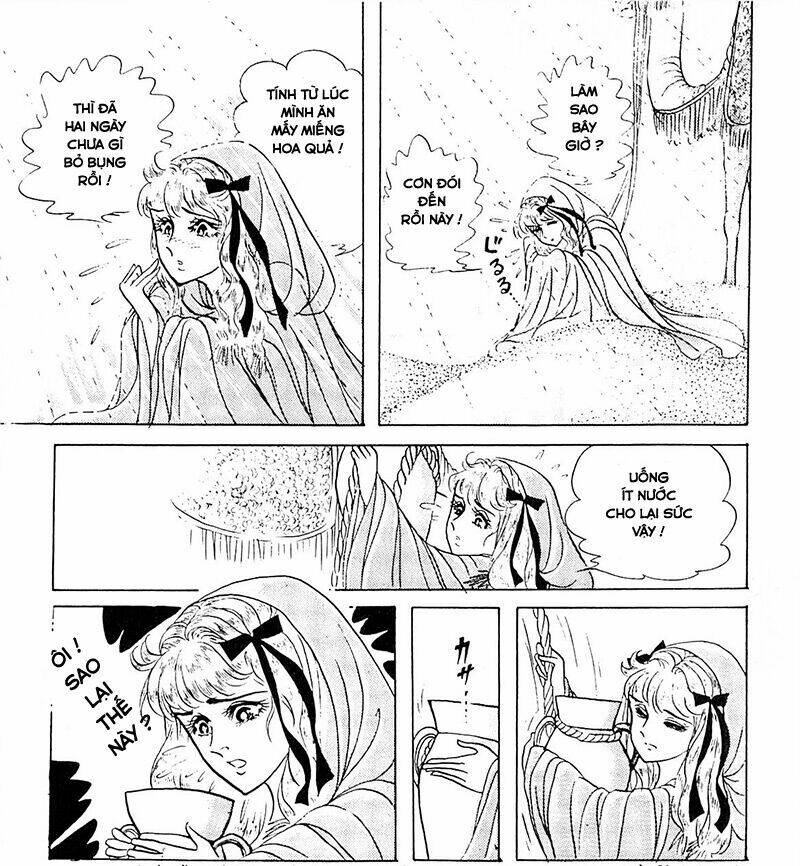 LÀM
SAO
BÂY
GIỜ ?
CƠN ĐÓI
ĐẾN
RỒI NÀY !
じ
る
る
TÍNH TỪ LÚC
MÌNH ĂN
MẤY MIẾNG
HOA QUẢ !
THÌ ĐÃ
HAI NGÀY
CHƯA GÌ
BỎ BỤNG
RỒI !
UỐNG
ÍT NƯỚC
CHO LẠI SỨC
VẬY !
カサ
ÔI !
SAO
LẠI
THẾ
NÀY ?